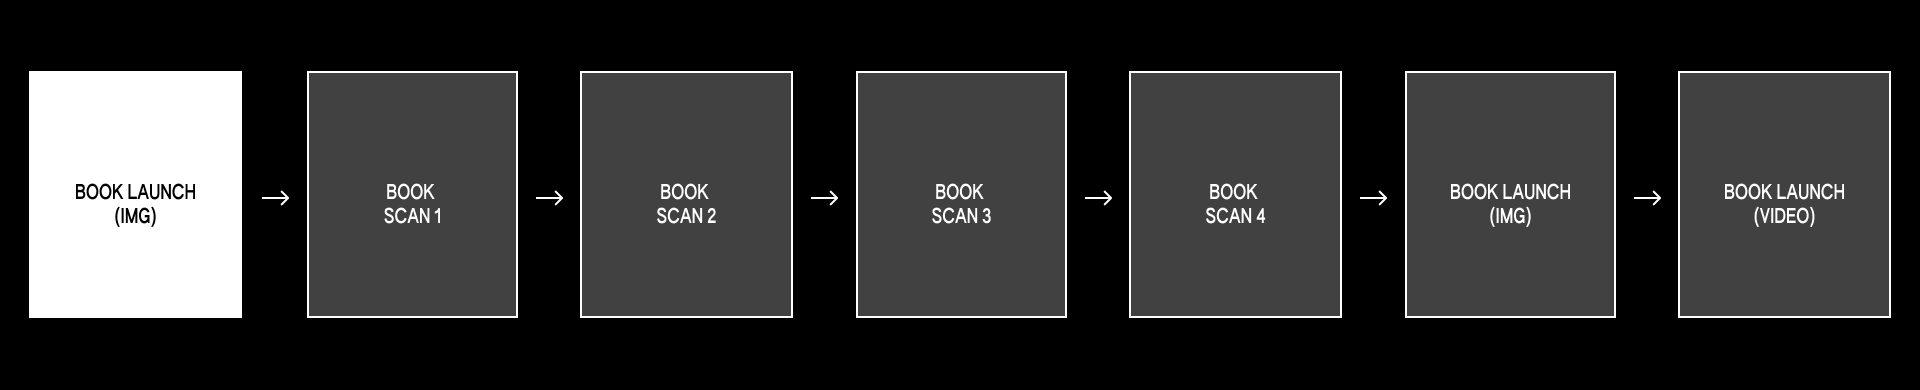 BOOK LAUNCH
(IMG)
BOOK
SCAN 1
BOOK
SCAN 2
BOOK
SCAN 3
BOOK
SCAN 4
BOOK LAUNCH
(IMG)
BOOK LAUNCH
(VIDEO)